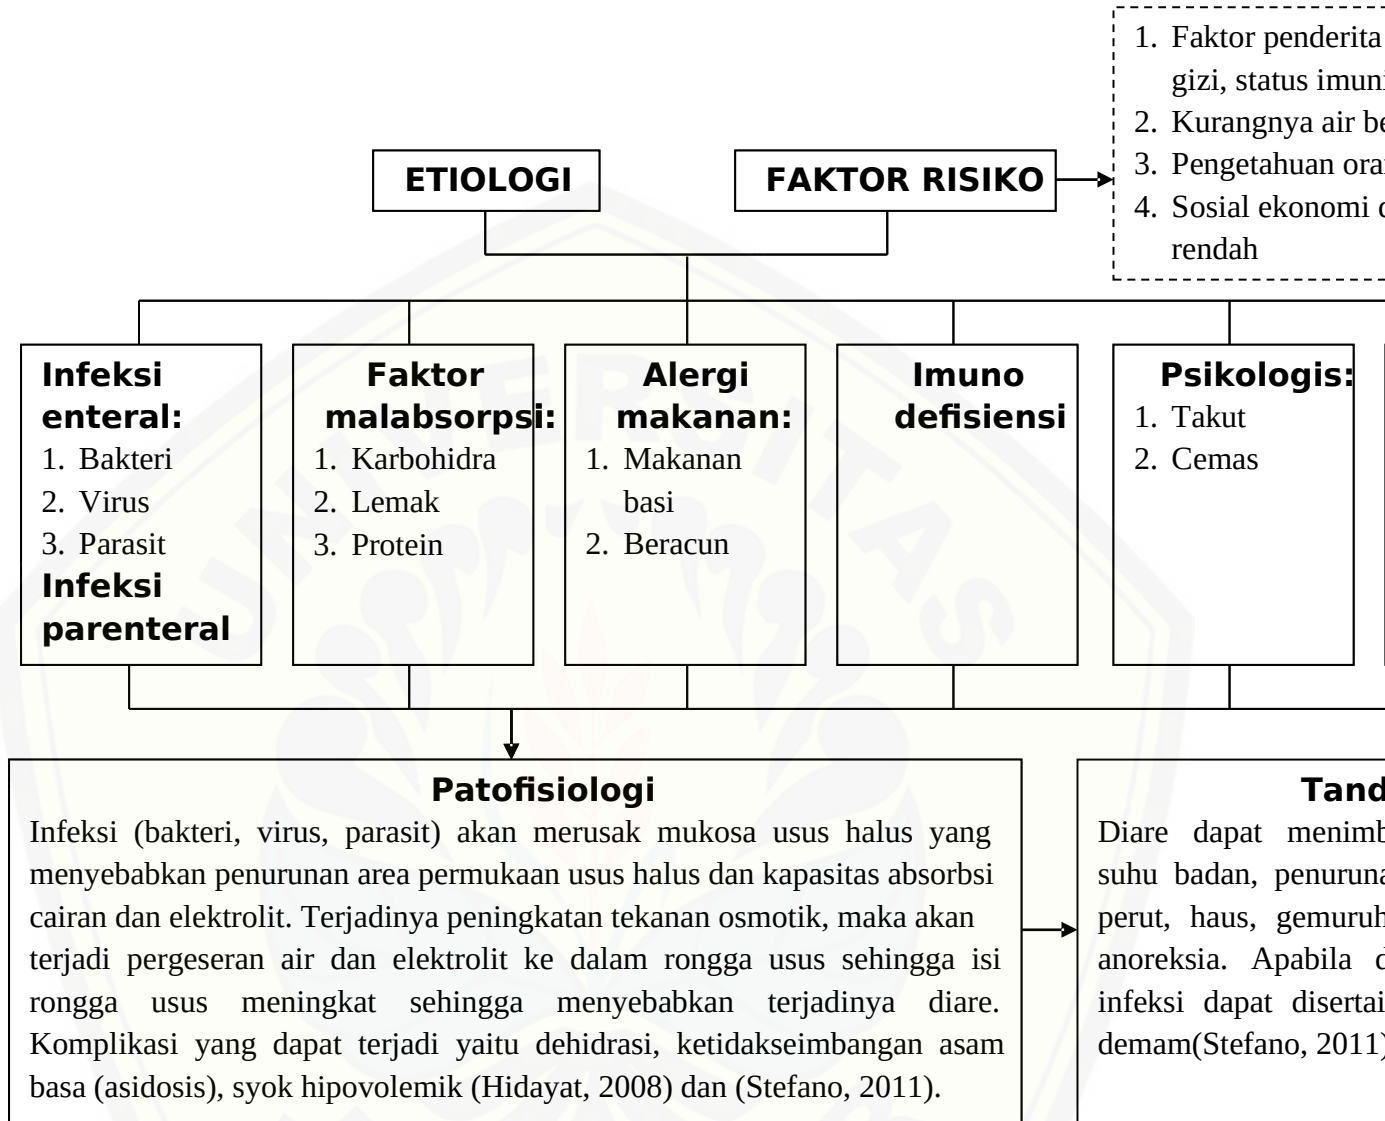 1. Faktor penderita
gizi, status
2. Kurangnya air
3. Pengetahuan
4. Sosial ekonomi
rendah
ETIOLOGI
FAKTOR RISIKO
Infeksi
enteral:
1. Bakteri
2. Virus
3. Parasit
Infeksi
parenteral
Faktor
malabsorpsi:
1. Karbohidra
2. Lemak
3. Protein
Alergi
makanan:
1. Makanan
basi
2. Beracun
Imuno
defisiensi
Psikologis:
1. Takut
2. Cemas
Patofisiologi
Infeksi (bakteri, virus, parasit) akan merusak mukosa usus halus yang
menyebabkan penurunan area permukaan usus halus dan kapasitas absorbsi
cairan dan elektrolit. Terjadinya peningkatan tekanan osmotik, maka akan
terjadi pergeseran air dan elektrolit ke dalam rongga usus sehingga isi
rongga usus meningkat sehingga menyebabkan terjadinya diare.
Komplikasi yang dapat terjadi yaitu dehidrasi, ketidakseimbangan asam
basa (asidosis), syok hipovolemik (Hidayat, 2008) dan (Stefano, 2011).
Tand
Diare dapat menimb
suhu badan, penuruna
perut, haus, gemuruh
anoreksia. Apabila d
infeksi dapat disertai
demam(Stefano, 2011)
UNIVERSITAS